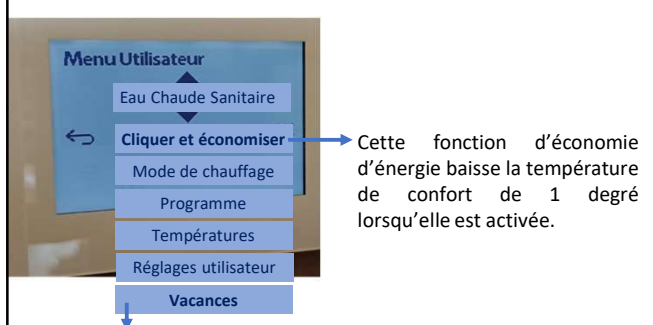 Menu Utilisateur
Eau Chaude Sanitaire
Cliquer et économiser
Mode de chauffage
Programme
Températures
Réglages utilisateur
Vacances
Cette fonction d'économie
d'énergie baisse la température
de confort de 1 degré
lorsqu'elle est activée.